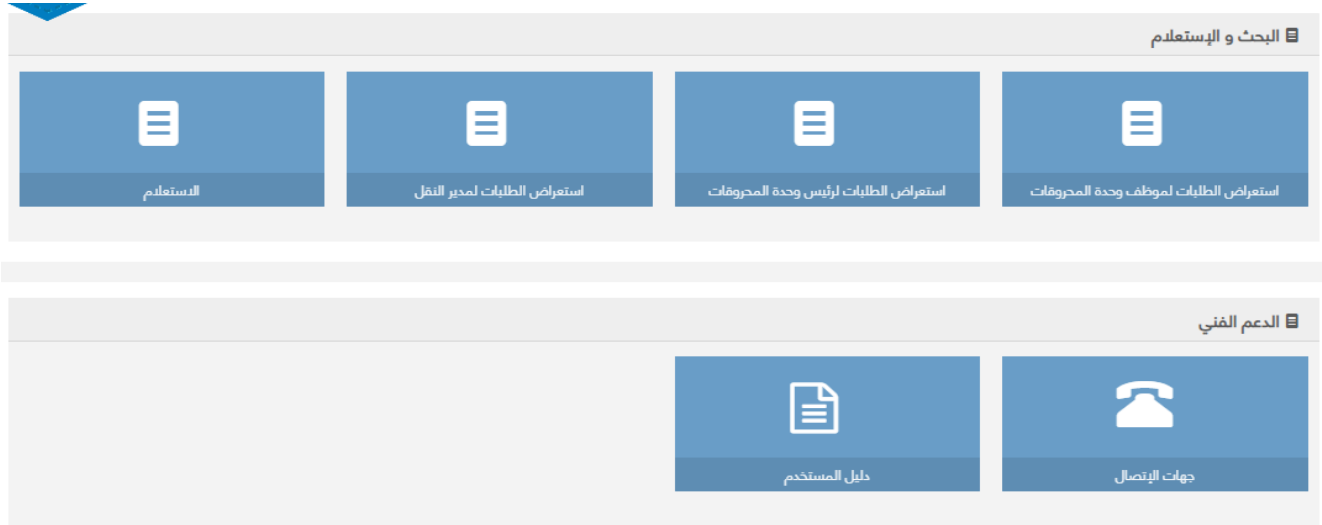 البحث و الإستعلام
استعراض الطلبات لموظف وحدة المحروقات
استعراض الطلبات لرئيس وحدة المحروقات
استعراض الطلبات لمدير النقل
الاستعلام
الدعم الفني
جهات الإتصال
دليل المستخدم